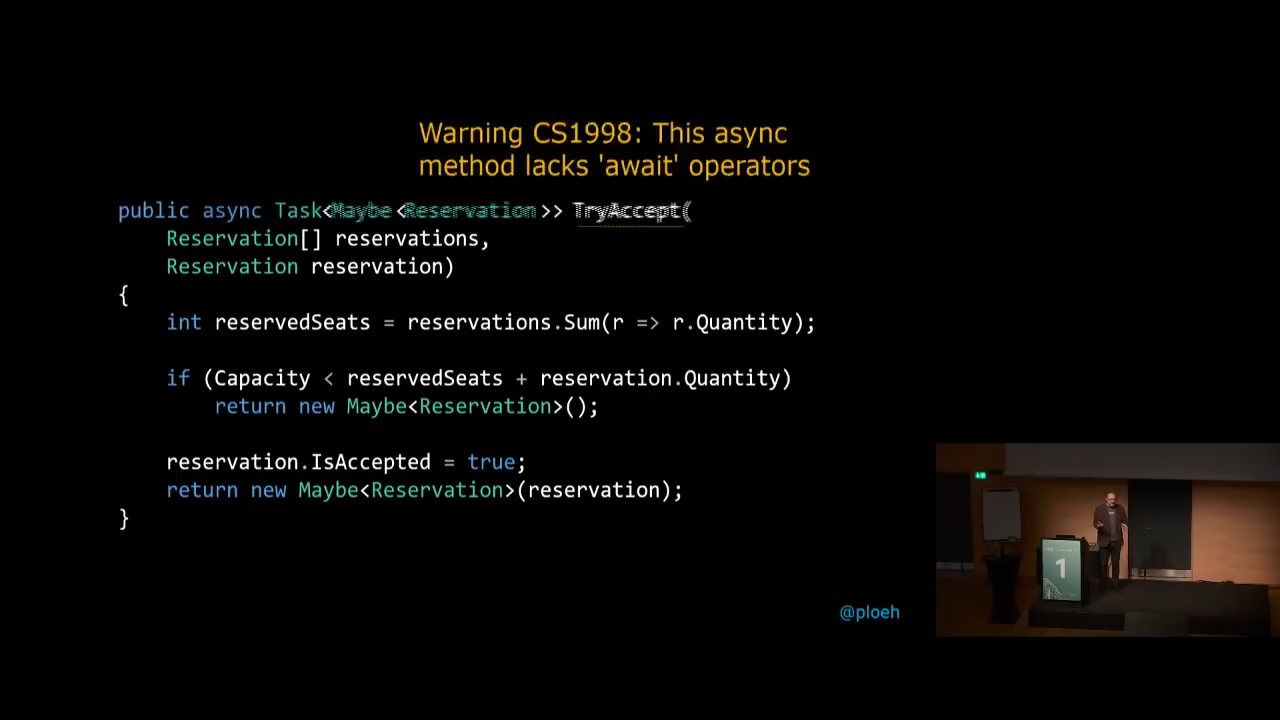 Warning CS1998: This async
method lacks 'await' operators
public async Task<Maybe<Reservation>> TryAccept(
Reservation[] reservations,
Reservation reservation)
{
int reservedSeats = reservations.Sum(r => r.Quantity);
if (Capacity < reservedSeats + reservation.Quantity)
return new Maybe<Reservation>();
reservation.IsAccepted = true;
return new Maybe<Reservation>(reservation);
}
1
@ploeh